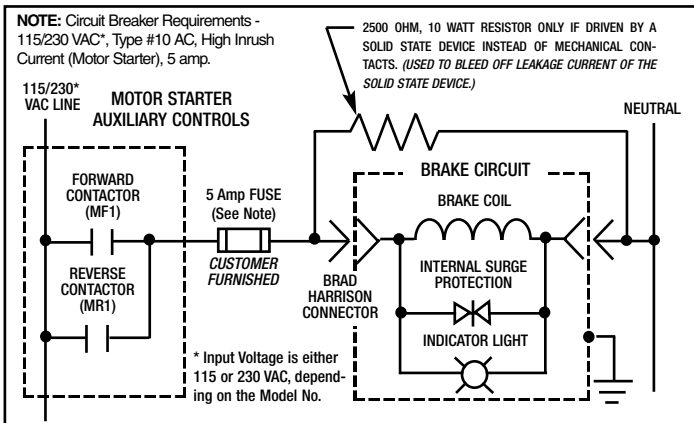 NOTE: Circuit Breaker Requirements -
115/230 VAC*, Type #10 AC, High Inrush
Current (Motor Starter), 5 amp.
2500 OHM, 10 WATT RESISTOR ONLY IF DRIVEN BY A
SOLID STATE DEVICE INSTEAD OF MECHANICAL CON-
TACTS. (USED TO BLEED OFF LEAKAGE CURRENT OF THE
SOLID STATE DEVICE.)
115/230*
VAC LINE
MOTOR STARTER
AUXILIARY CONTROLS
NEUTRAL
FORWARD
CONTACTOR
(MF1)
5 Amp FUSE
(See Note)
CUSTOMER
FURNISHED
BRAKE CIRCUIT
BRAKE COIL
REVERSE
CONTACTOR
(MR1)
BRAD
HARRISON
CONNECTOR
INTERNAL SURGE
PROTECTION
INDICATOR LIGHT
* Input Voltage is either
115 or 230 VAC, depend-
ing on the Model No.